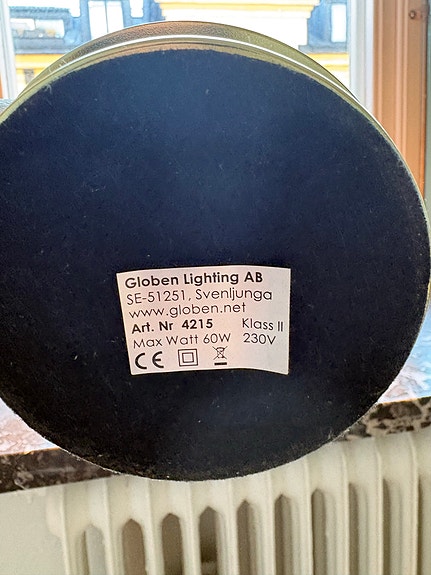 Globen Lighting AB
SE-51251, Svenljunga
www.globen.net
Art. Nr 4215 Klass II
Max Watt 60W 230V
CE